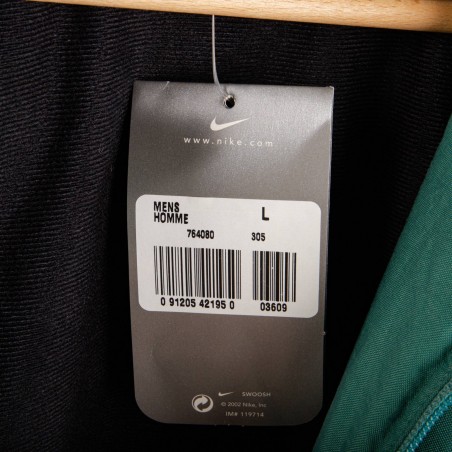 www.nike.com
MENS
HOMME
L
764080 305
0 91205 42195 0 03609
SWOOSH
© 2002 Nike, Inc.
IM# 119714